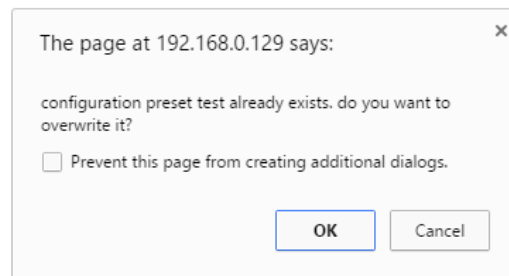 The page at 192.168.0.129 says:
configuration preset test already exists. do you want to
overwrite it?
Prevent this page from creating additional dialogs.
OK
Cancel